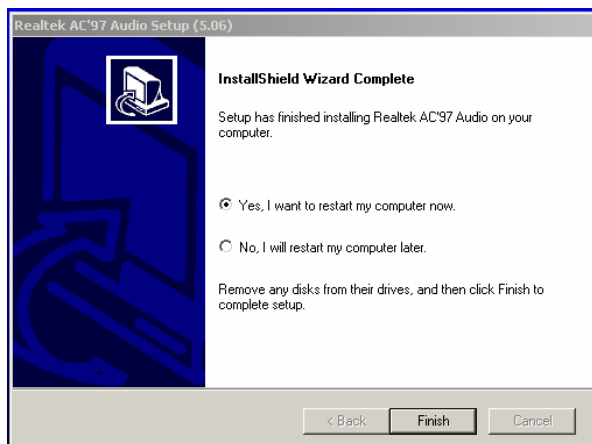 Realtek AC'97 Audio Setup (5.06)
InstallShield Wizard Complete
Setup has finished installing Realtek AC'97 Audio on your
computer.
Yes, I want to restart my computer now.
No, I will restart my computer later.
Remove any disks from their drives, and then click Finish to
complete setup.
< Back Finish Cancel